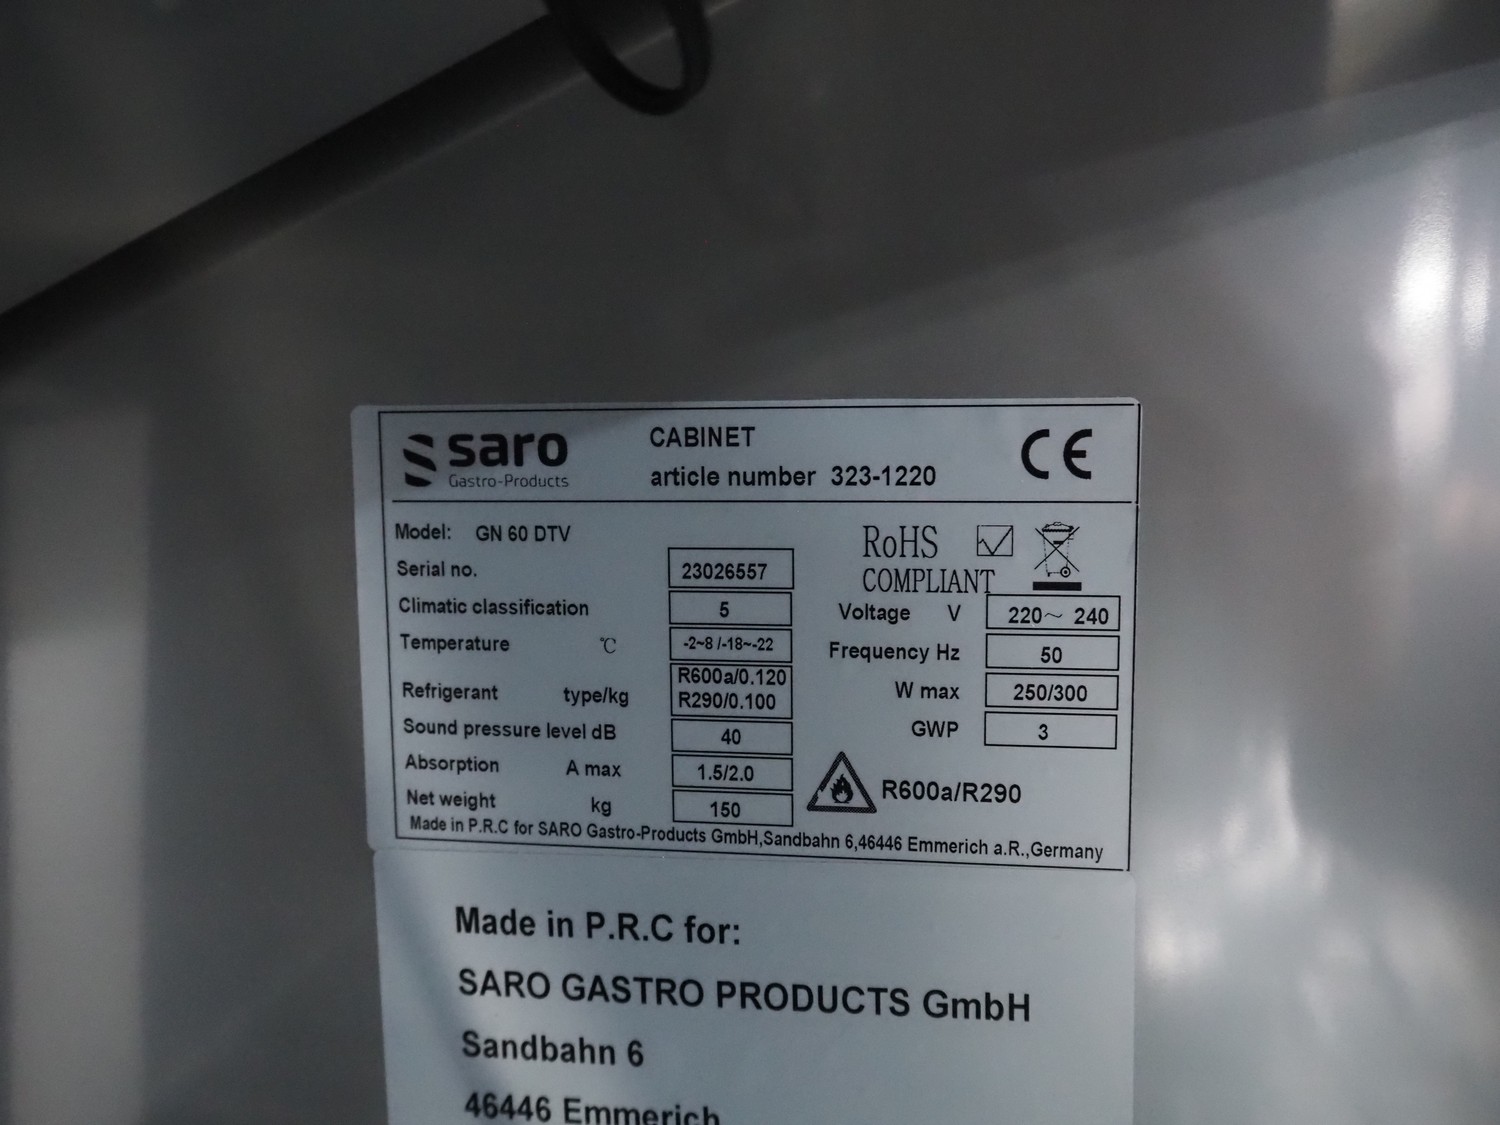 saro
Gastro-Products
CABINET
article number 323-1220
CE
Model: GN 60 DTV
Serial no. 23026557
Climatic classification 5
Temperature ℃ -2~8 /-18~-22
Refrigerant type/kg R600a/0.120
R290/0.100
Sound pressure level dB 40
Absorption A max 1.5/2.0
Net weight kg 150
RoHS
COMPLIANT
Voltage V 220～ 240
Frequency Hz 50
W max 250/300
GWP 3
R600a/R290
Made in P.R.C for SARO Gastro-Products GmbH,Sandbahn 6,46446 Emmerich a.R.,Germany
Made in P.R.C for:
SARO GASTRO PRODUCTS GmbH
Sandbahn 6
46446 Emmerich